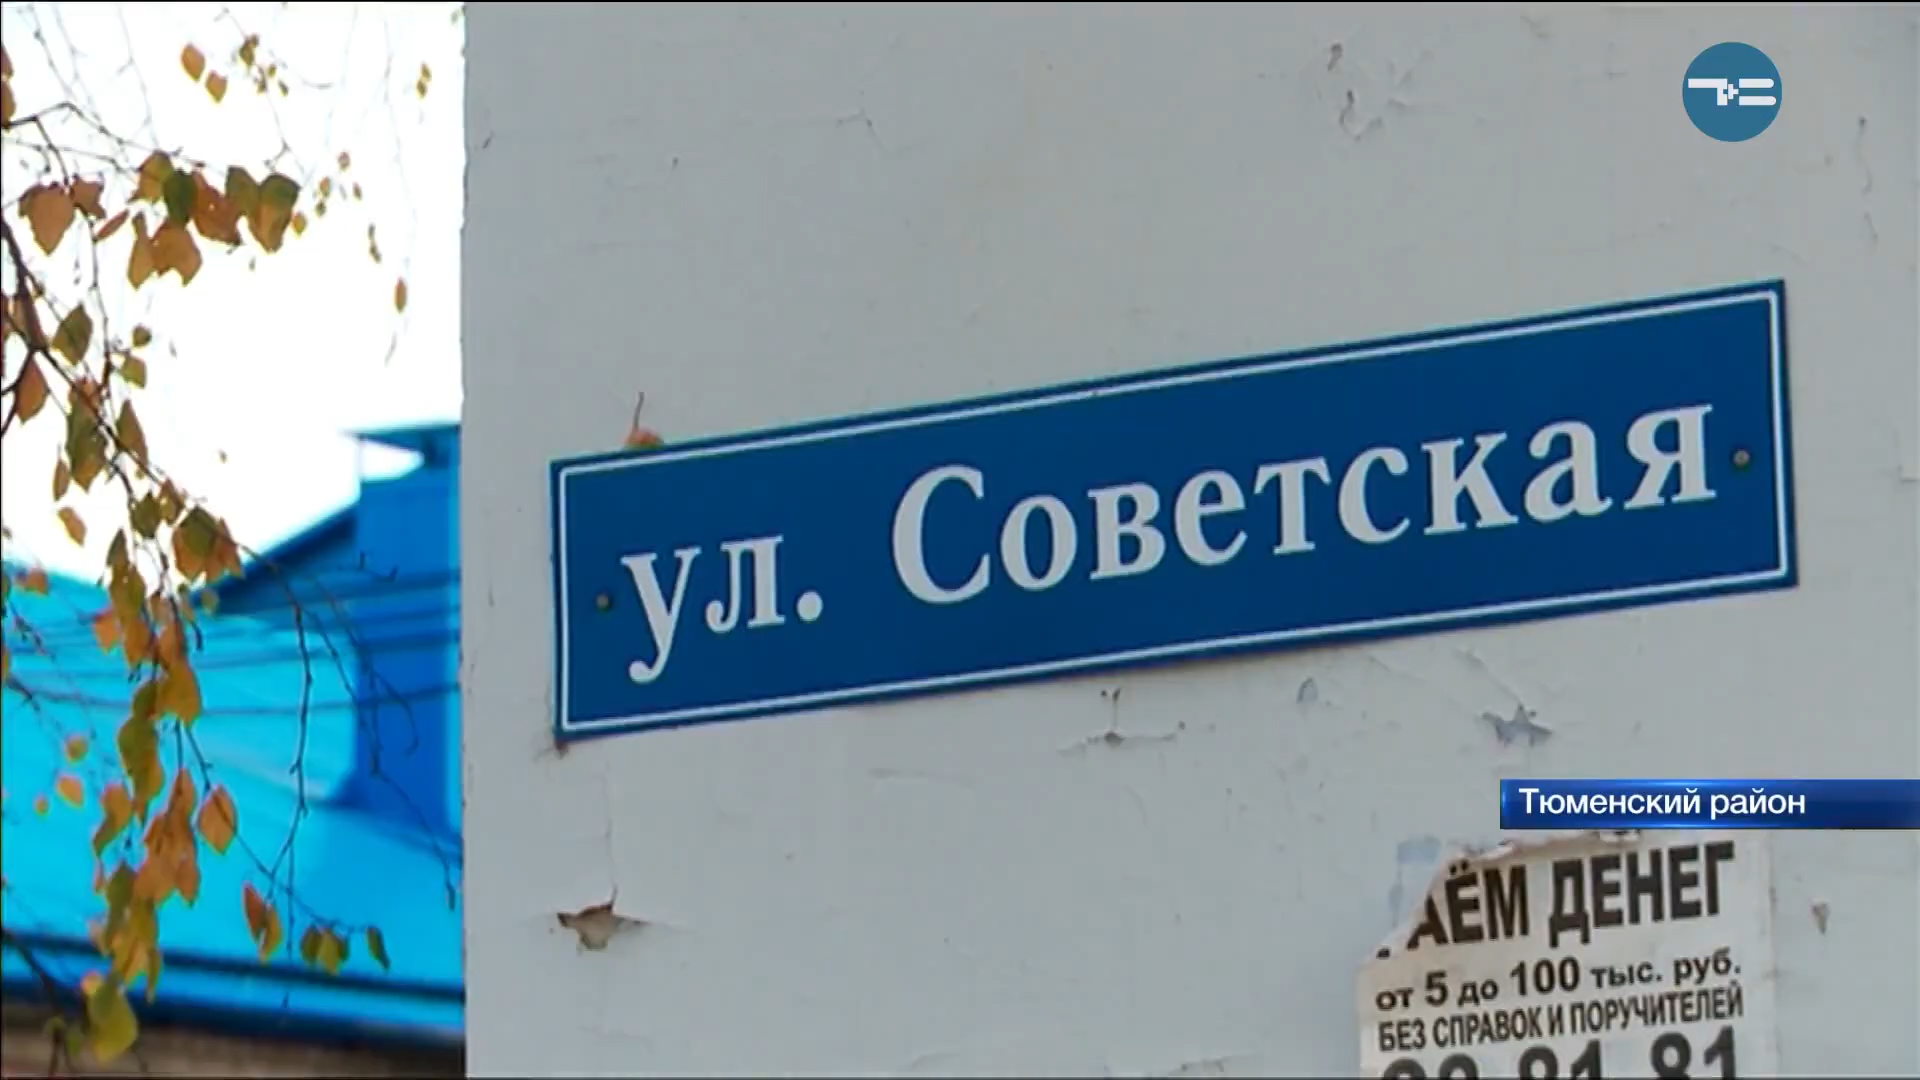 ул. Советская
Тюменский район
АЁМ ДЕНЕГ
от 5 до 100 тыс. руб.
БЕЗ СПРАВОК И ПОРУЧИТЕЛЕЙ